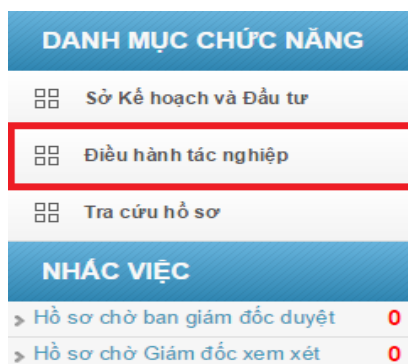 DANH MỤC CHỨC NĂNG
Sở Kế hoạch và Đầu tư
Điều hành tác nghiệp
Tra cứu hồ sơ
NHẮC VIỆC
Hồ sơ chờ ban giám đốc duyệt 0
Hồ sơ chờ Giám đốc xem xét 0